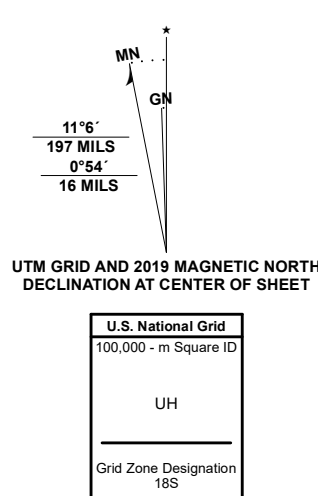 ★
MN
GN
11°6´
197 MILS
0°54´
16 MILS
UTM GRID AND 2019 MAGNETIC NORTH
DECLINATION AT CENTER OF SHEET
U.S. National Grid
100,000 - m Square ID
UH
Grid Zone Designation
18S